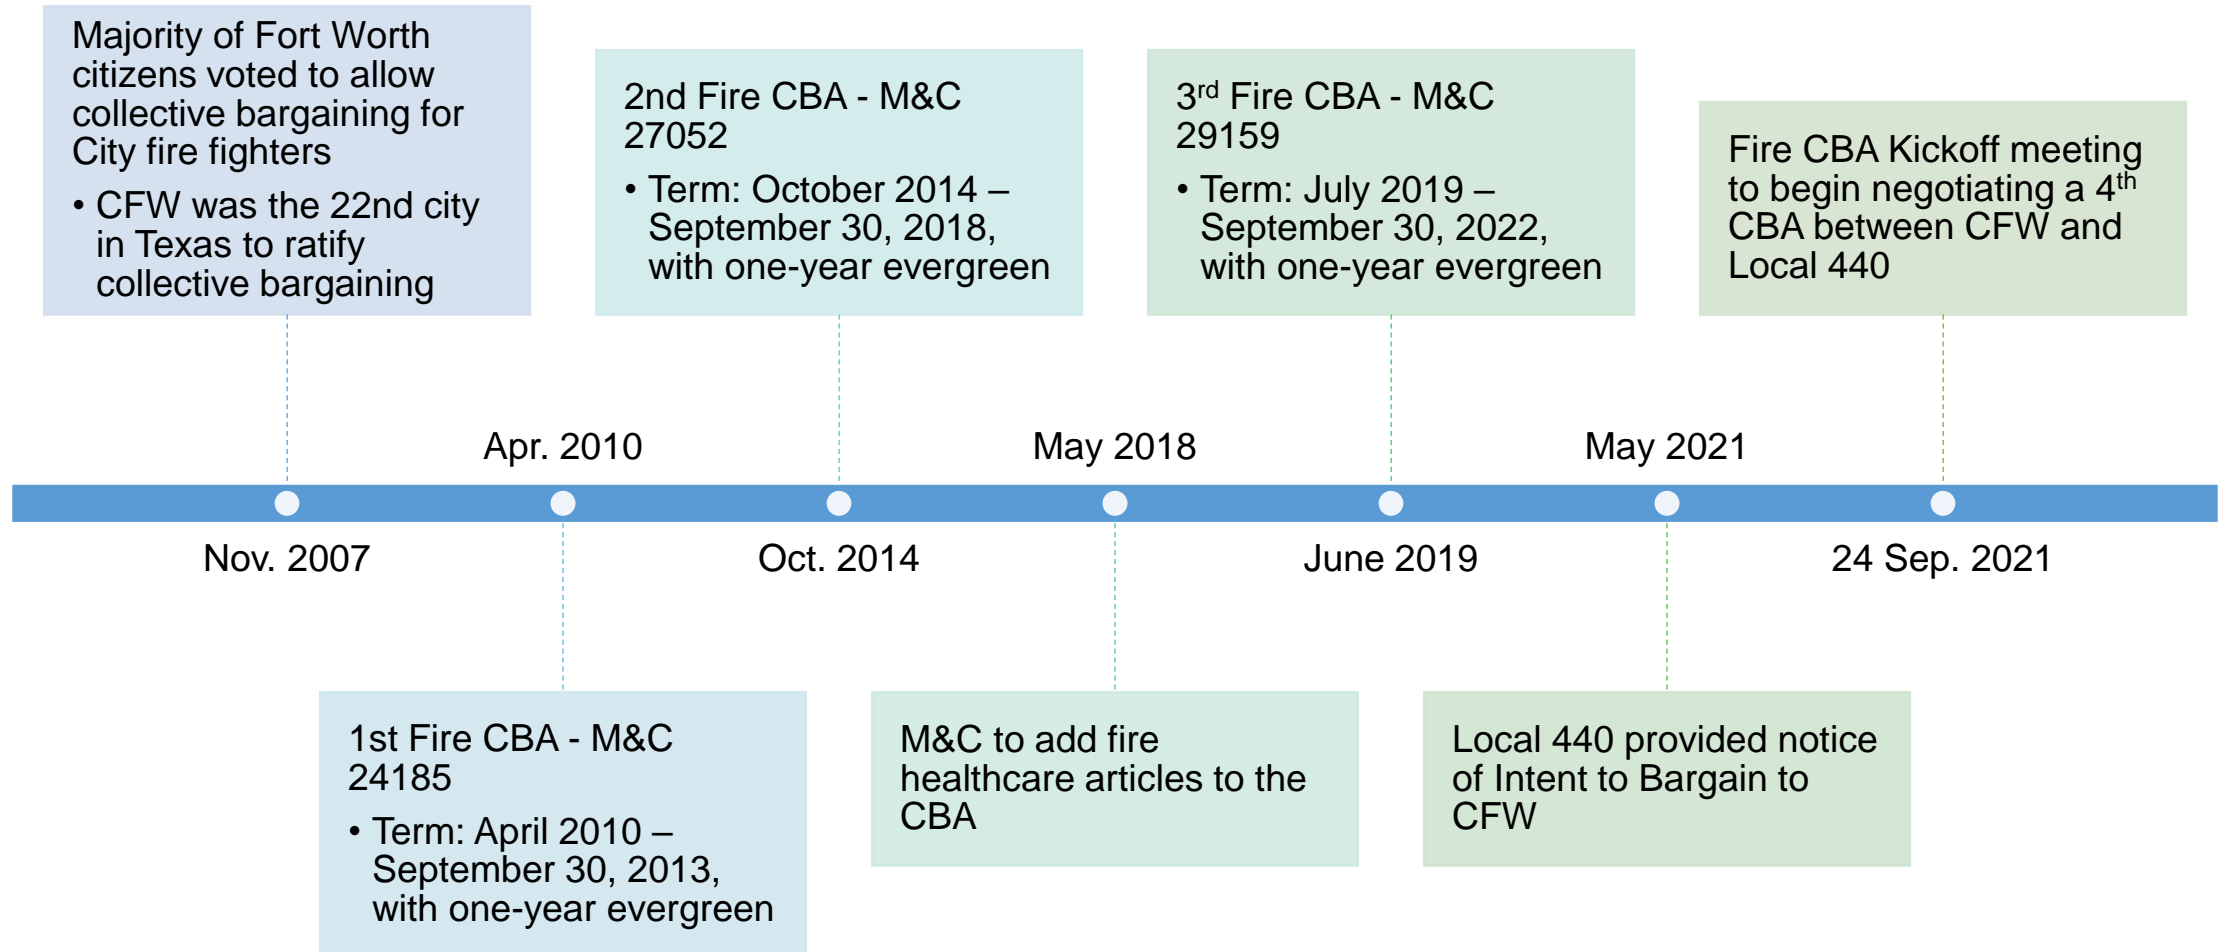 Majority of Fort Worth
citizens voted to allow
collective bargaining for
City fire fighters
• CFW was the 22nd city
in Texas to ratify
collective bargaining
2nd Fire CBA - M&C
27052
• Term: October 2014 –
September 30, 2018,
with one-year evergreen
3rd Fire CBA - M&C
29159
• Term: July 2019 –
September 30, 2022,
with one-year evergreen
Fire CBA Kickoff meeting
to begin negotiating a 4th
CBA between CFW and
Local 440
Apr. 2010
May 2018
May 2021
Nov. 2007
Oct. 2014
June 2019
24 Sep. 2021
1st Fire CBA - M&C
24185
• Term: April 2010 –
September 30, 2013,
with one-year evergreen
M&C to add fire
healthcare articles to the
CBA
Local 440 provided notice
of Intent to Bargain to
CFW